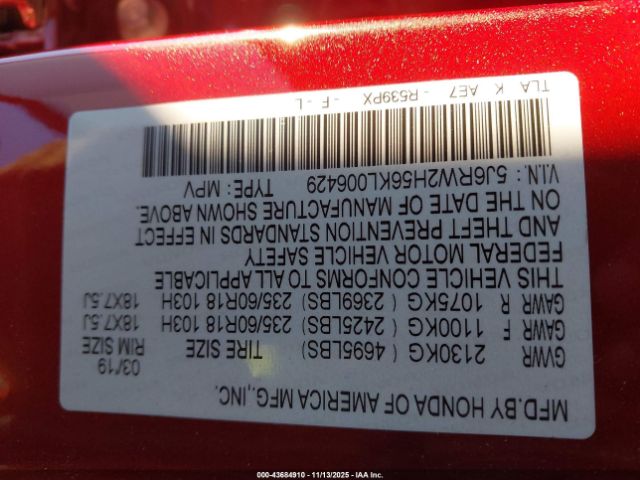 MFD.BY HONDA OF AMERICA MFG.,INC. 03/19
GVWR 2130KG ( 4695LBS) TIRE SIZE RIM SIZE
GAWR F 1100KG ( 2425LBS) 235/60R18 103H 18X7.5J
GAWR R 1075KG ( 2369LBS) 235/60R18 103H 18X7.5J
THIS VEHICLE CONFORMS TO ALL APPLICABLE
FEDERAL MOTOR VEHICLE SAFETY
AND THEFT PREVENTION STANDARDS IN EFFECT
ON THE DATE OF MANUFACTURE SHOWN ABOVE.
V.I.N.: 5J6RW2H56KL006429 TYPE: MPV
TLA K AE7 - R539PX - F - L
000-43684910 - 11/13/2025 - IAAI, Inc.